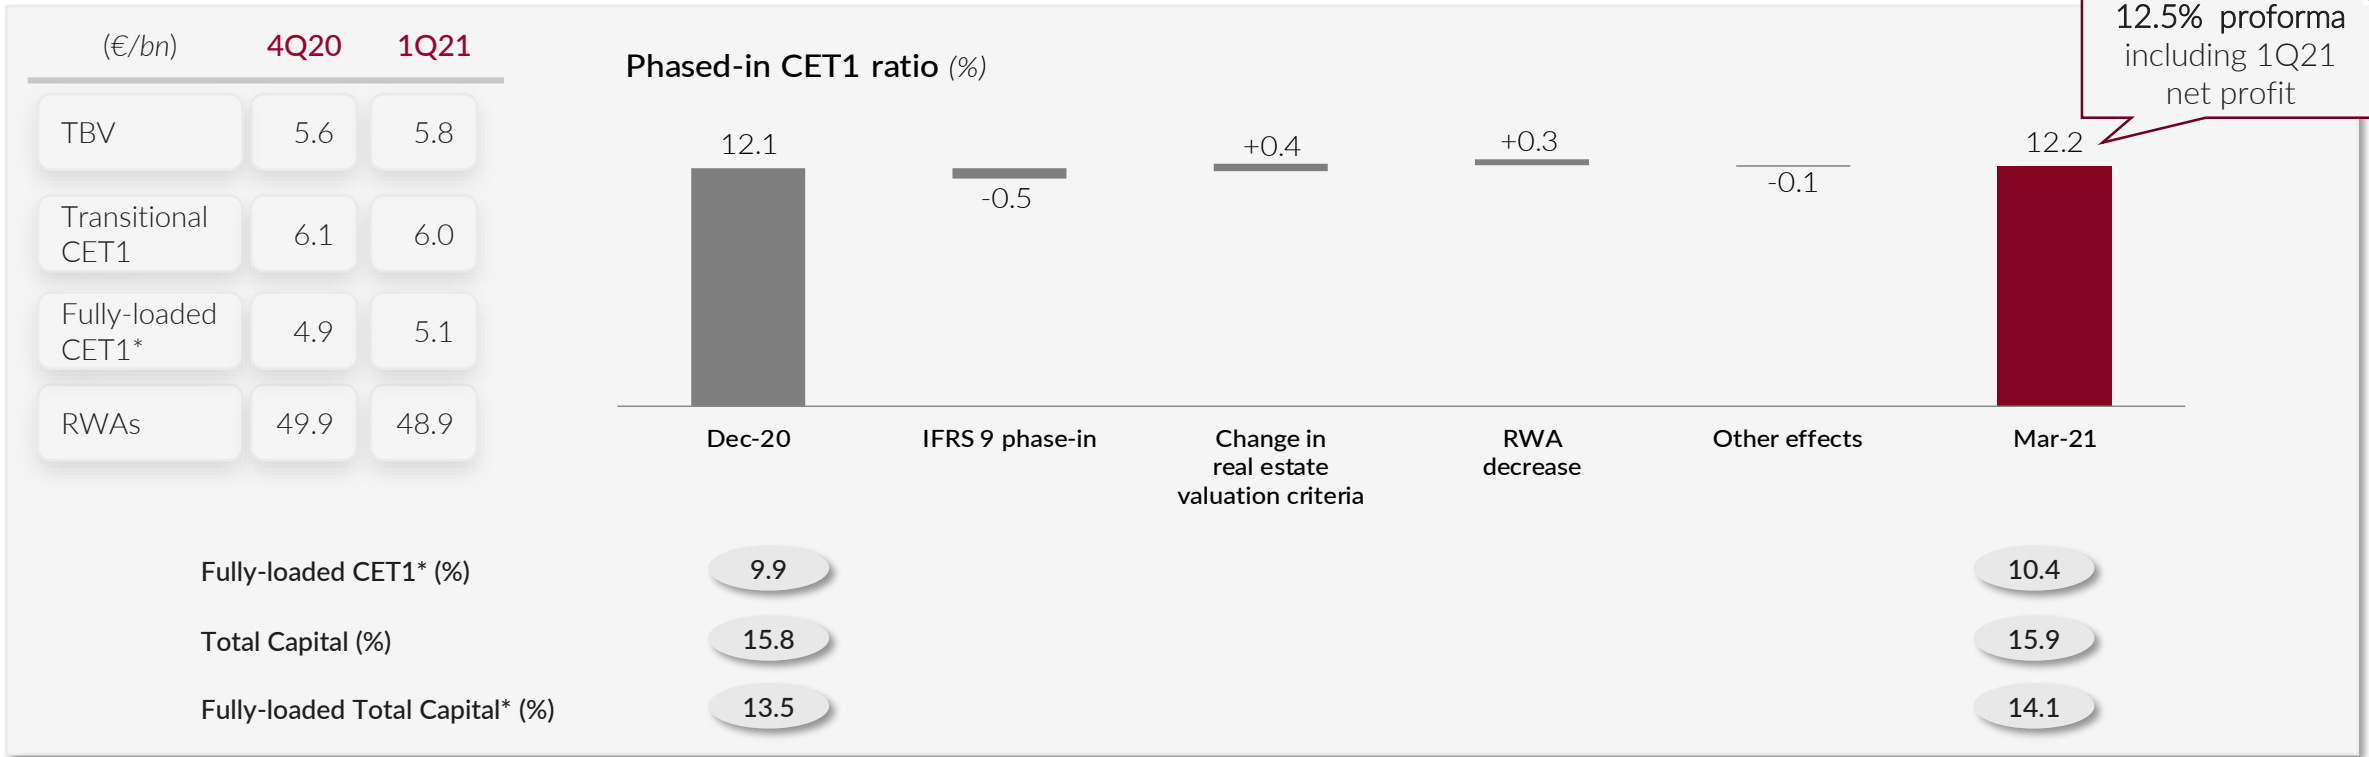 (€/bn) 4Q20 1Q21
TBV 5.6 5.8
Transitional
CET1 6.1 6.0
Fully-loaded
CET1* 4.9 5.1
RWAs 49.9 48.9
Phased-in CET1 ratio (%)
12.5% proforma
including 1Q21
net profit
12.1
-0.5
+0.4
+0.3
-0.1
12.2
Dec-20
IFRS 9 phase-in
Change in
real estate
valuation criteria
RWA
decrease
Other effects
Mar-21
Fully-loaded CET1* (%) 9.9 10.4
Total Capital (%) 15.8 15.9
Fully-loaded Total Capital* (%) 13.5 14.1